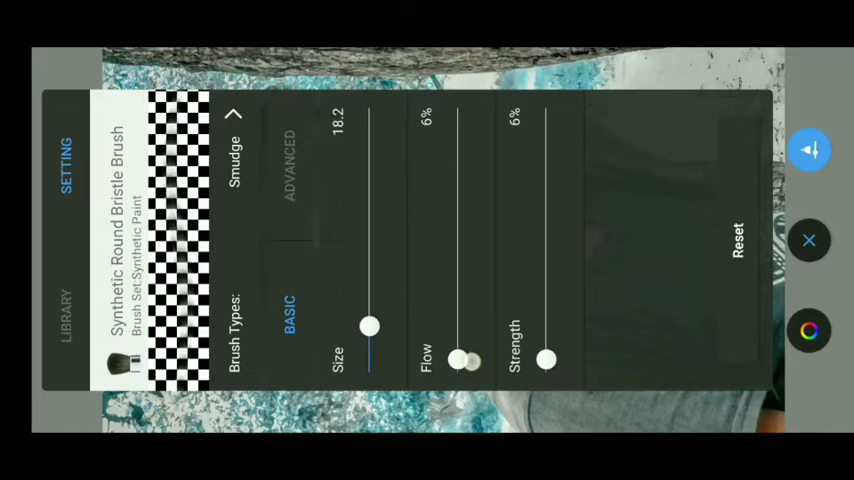 LIBRARY
SETTING
Synthetic Round Bristle Brush
Brush Set:Synthetic Paint
Brush Types:
Smudge
BASIC
ADVANCED
Size
18.2
Flow
6%
Strength
6%
Reset